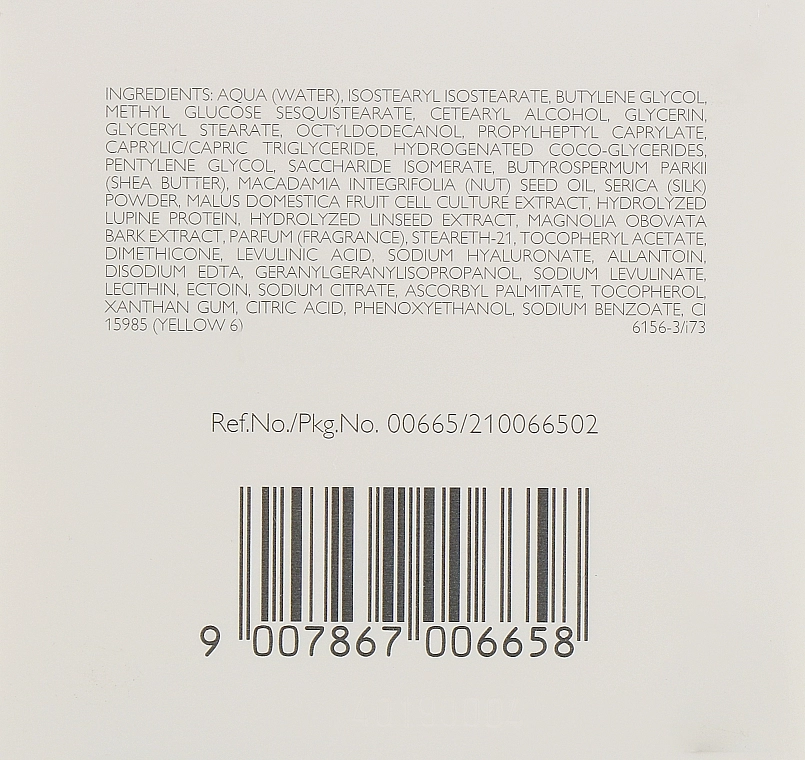 INGREDIENTS: AQUA (WATER), ISOSTEARYL ISOSTEARATE, BUTYLENE GLYCOL,
METHYL GLUCOSE SESQUISTEARATE, CETEARYL ALCOHOL, GLYCERIN,
GLYCERYL STEARATE, OCTYLDODECANOL, PROPYLHEPTYL CAPRYLATE,
CAPRYLIC/CAPRIC TRIGLYCERIDE, HYDROGENATED COCO-GLYCERIDES,
PENTYLENE GLYCOL, SACCHARIDE ISOMERATE, BUTYROSPERMUM PARKII
(SHEA BUTTER), MACADAMIA INTEGRIFOLIA (NUT) SEED OIL, SERICA (SILK)
POWDER, MALUS DOMESTICA FRUIT CELL CULTURE EXTRACT, HYDROLYZED
LUPINE PROTEIN, HYDROLYZED LINSEED EXTRACT, MAGNOLIA OBOVATA
BARK EXTRACT, PARFUM (FRAGRANCE), STEARETH-21, TOCOPHERYL ACETATE,
DIMETHICONE, LEVULINIC ACID, SODIUM HYALURONATE, ALLANTOIN,
DISODIUM EDTA, GERANYLGERANYLISOPROPANOL, SODIUM LEVULINATE,
LECITHIN, ECTOIN, SODIUM CITRATE, ASCORBYL PALMITATE, TOCOPHEROL,
XANTHAN GUM, CITRIC ACID, PHENOXYETHANOL, SODIUM BENZOATE, CI
15985 (YELLOW 6) 6156-3/i73
Ref.No./Pkg.No. 00665/210066502
9 007867 006658